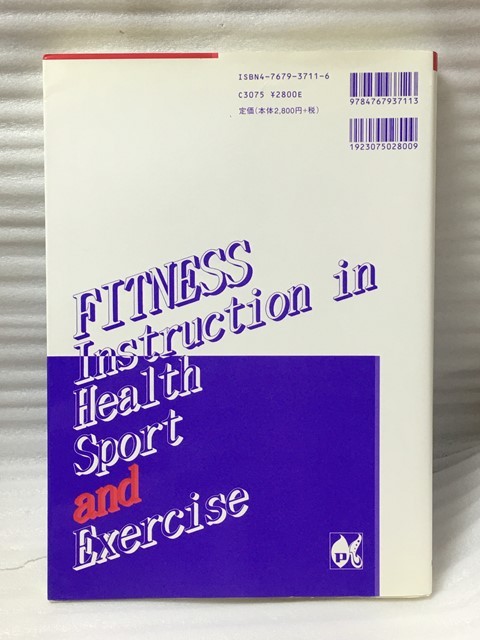 ISBN4-7679-3711-6
C3075 ¥2800E
定価(本体2,800円+税)
9784767937113
1923075028009
FITNESS
Instruction in
Health
Sport
and
Exercise
P